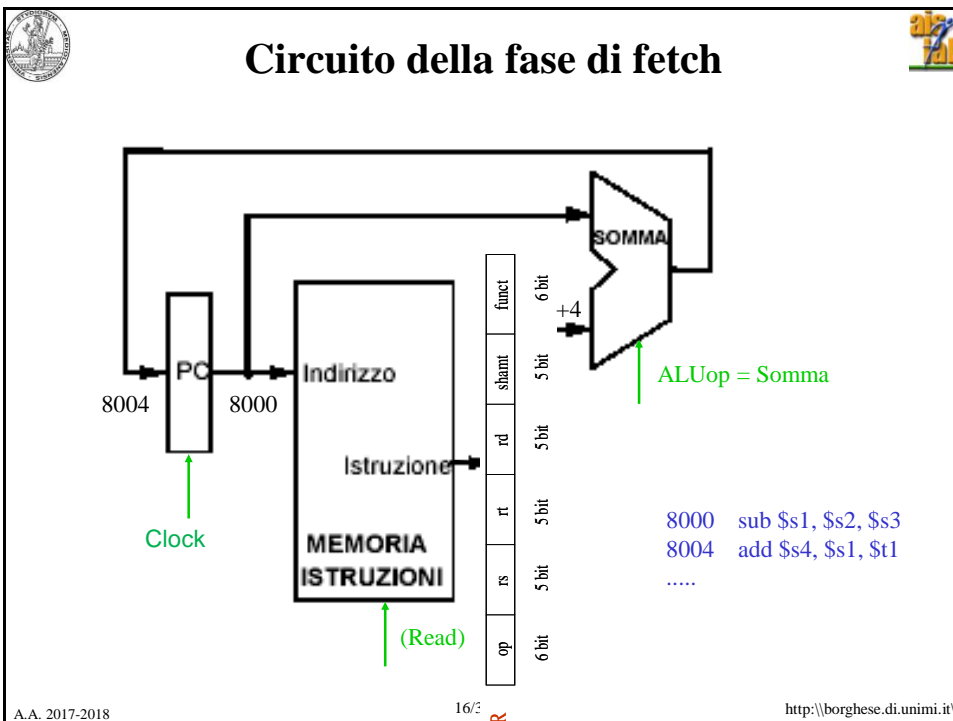 Circuito della fase di fetch
SOMMA
+4
ALUop = Somma
PC
8004
8000
Clock
Indirizzo
Istruzione
MEMORIA
ISTRUZIONI
(Read)
funct
6 bit
shamt
5 bit
rd
5 bit
rt
5 bit
rs
5 bit
op
6 bit
8000 sub $s1, $s2, $s3
8004 add $s4, $s1, $t1
.....
A.A. 2017-2018
16/3
R
http:\\borghese.di.unimi.it\